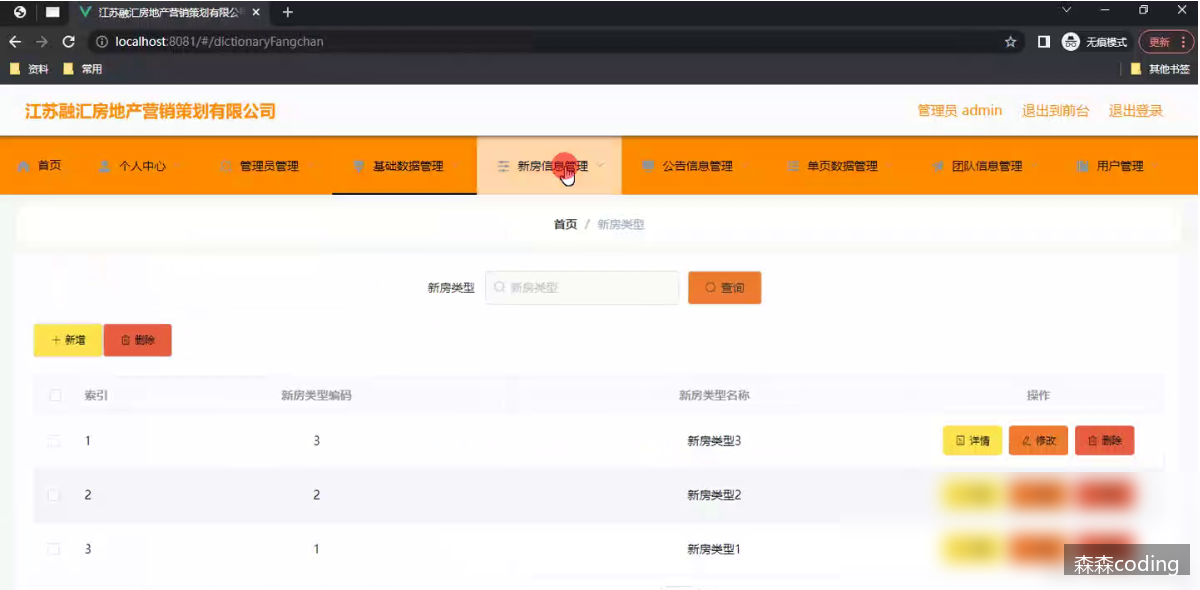 江苏融汇房地产营销策划有限公
localhost:8081/#/dictionaryFangchan
无痕模式
更新
资料 常用
其他书签
江苏融汇房地产营销策划有限公司
管理员 admin 退出到前台 退出登录
首页 个人中心 管理员管理 基础数据管理 新房信息管理 公告信息管理 单页数据管理 团队信息管理 用户管理
首页 / 新房类型
新房类型 新房类型 查询
新增 删除
索引 新房类型编码 新房类型名称 操作
1 3 新房类型3 详情 修改 删除
2 2 新房类型2
3 1 新房类型1
森森coding